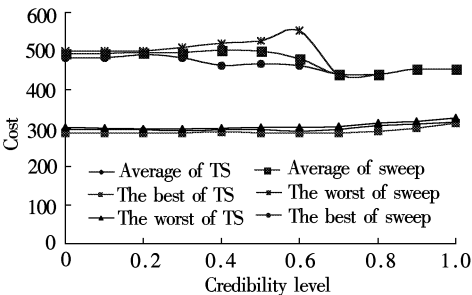 600
500
400
300
200
100
0
Cost
Average of TS
Average of sweep
The best of TS
The worst of sweep
The worst of TS
The best of sweep
0 0.2 0.4 0.6 0.8 1.0
Credibility level